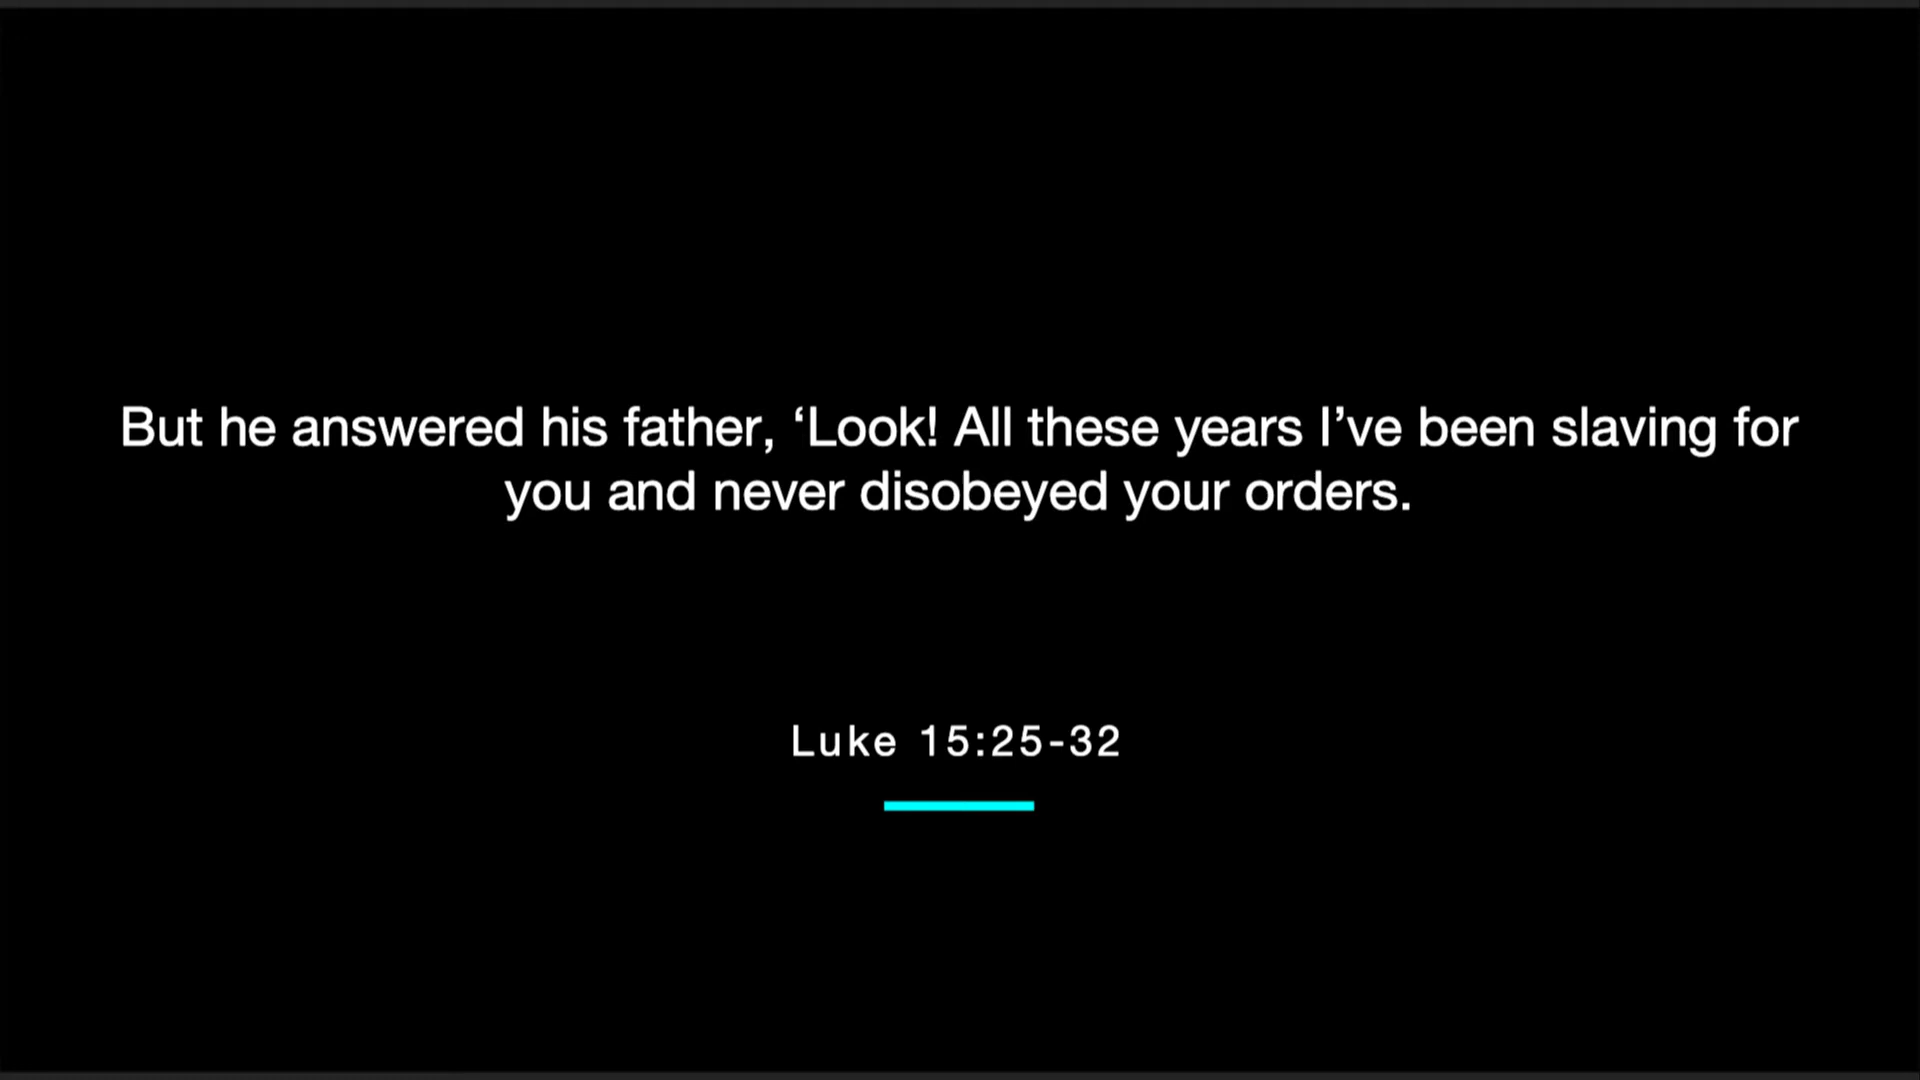 But he answered his father, ‘Look! All these years I’ve been slaving for
you and never disobeyed your orders.
Luke 15:25-32